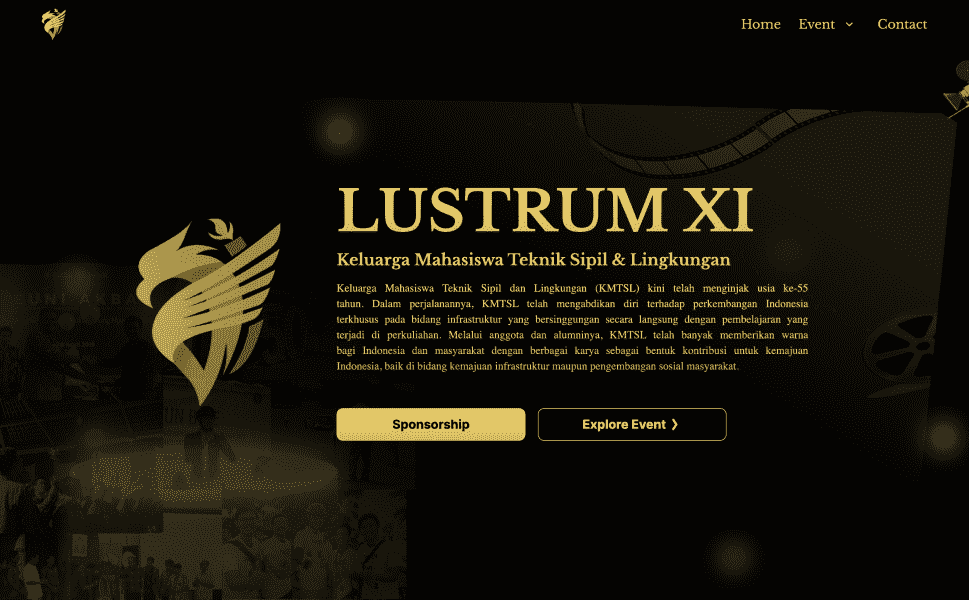 Home Event Contact
LUSTRUM XI
Keluarga Mahasiswa Teknik Sipil & Lingkungan
Keluarga Mahasiswa Teknik Sipil dan Lingkungan (KMTSL) kini telah menginjak usia ke-55
tahun. Dalam perjalanannya, KMTSL telah mengabdikan diri terhadap perkembangan Indonesia
terkhusus pada bidang infrastruktur yang bersinggungan secara langsung dengan pembelajaran yang
terjadi di perkuliahan. Melalui anggota dan alumninya, KMTSL telah banyak memberikan warna
bagi Indonesia dan masyarakat dengan berbagai karya sebagai bentuk kontribusi untuk kemajuan
Indonesia, baik di bidang kemajuan infrastruktur maupun pengembangan sosial masyarakat.
Sponsorship
Explore Event ❯